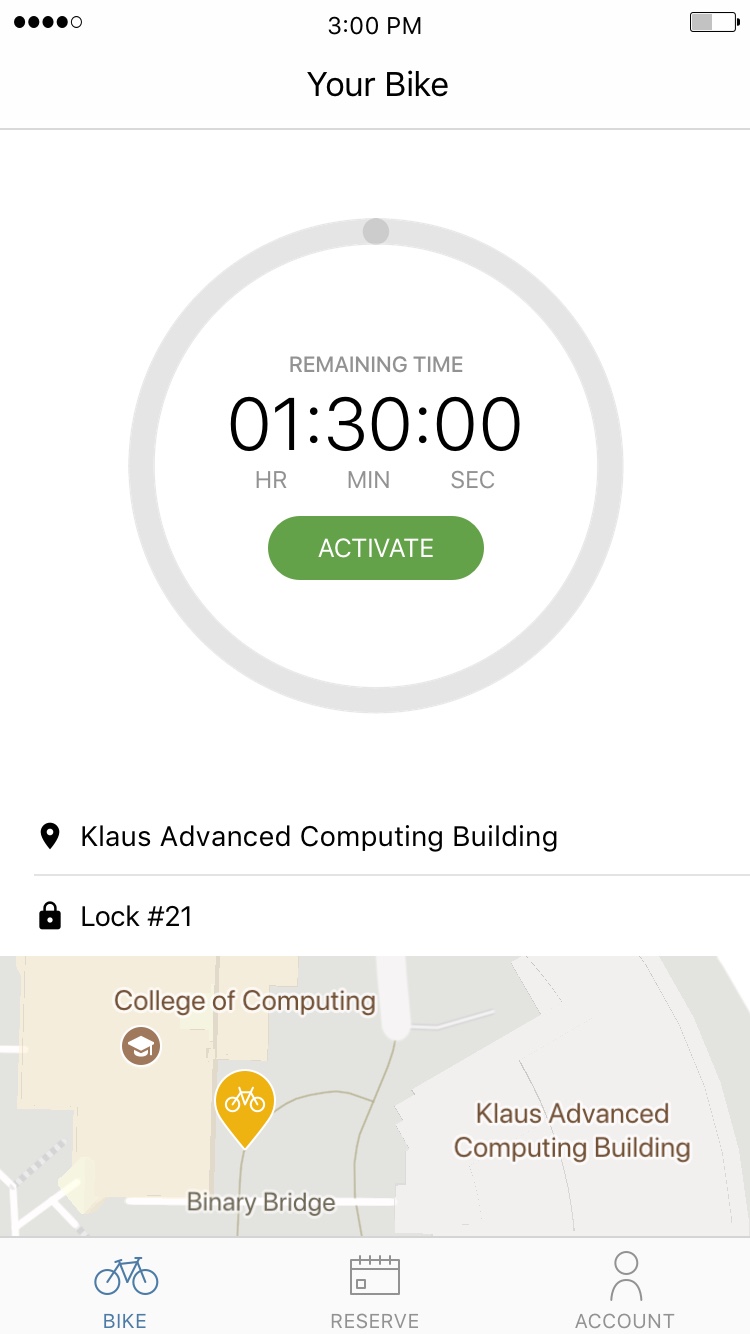 3:00 PM
Your Bike
REMAINING TIME
01:30:00
HR MIN SEC
ACTIVATE
Klaus Advanced Computing Building
Lock #21
College of Computing
Klaus Advanced
Computing Building
Binary Bridge
BIKE RESERVE ACCOUNT